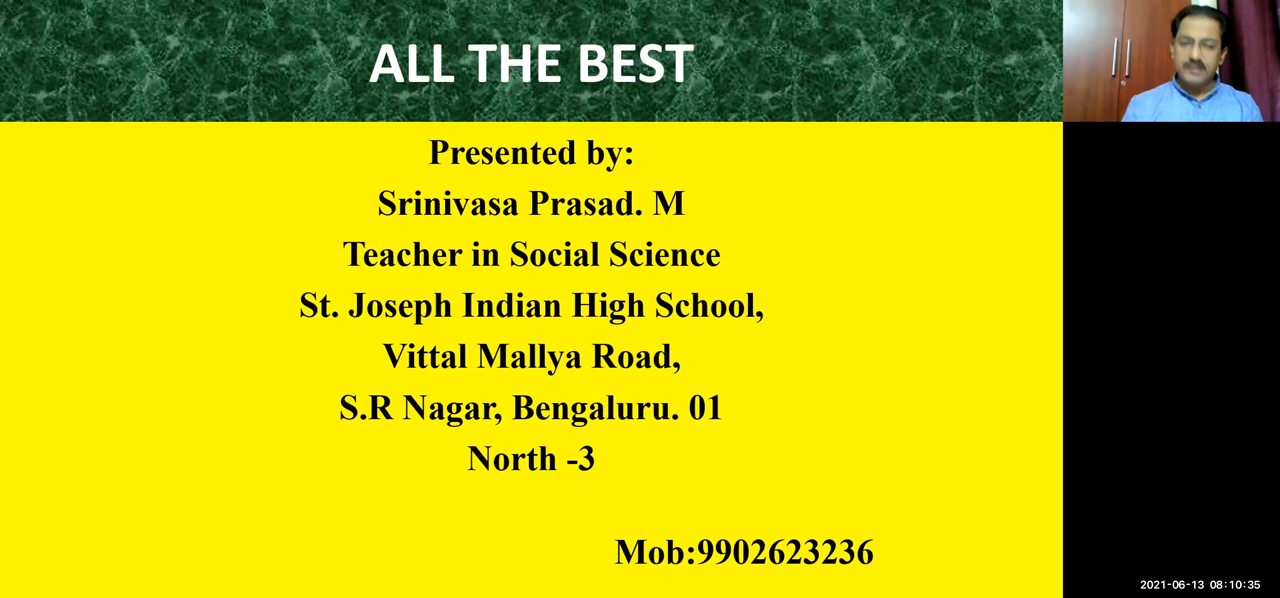 ALL THE BEST
Presented by:
Srinivasa Prasad. M
Teacher in Social Science
St. Joseph Indian High School,
Vittal Mallya Road,
S.R Nagar, Bengaluru. 01
North -3
Mob:9902623236
2021-06-13 08:10:35